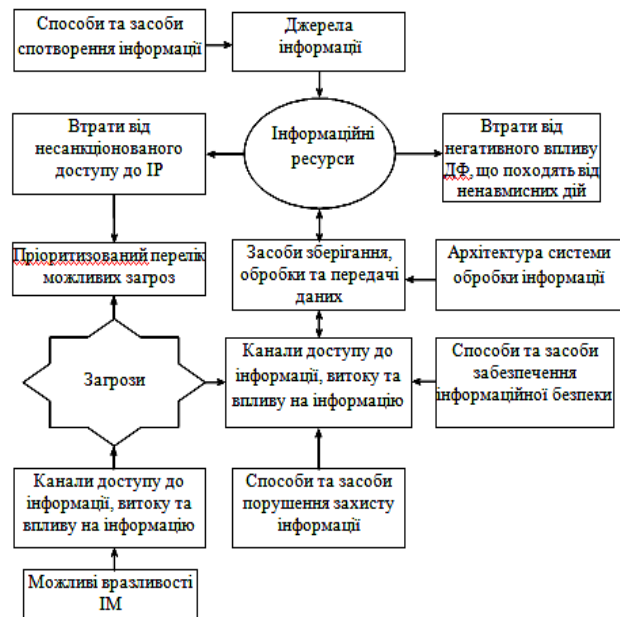 Способи та засоби
спотворення інформації
Джерела
інформації
Втрати від
несанкціонованого
доступу до ІР
Інформаційні
ресурси
Втрати від
негативного впливу
ДФ, що походять від
ненавмисних дій
Пріоритизований перелік
можливих загроз
Засоби зберігання,
обробки та передачі
даних
Архітектура системи
обробки інформації
Загрози
Канали доступу до
інформації, витоку та
впливу на інформацію
Способи та засоби
забезпечення
інформаційної безпеки
Канали доступу до
інформації, витоку та
впливу на інформацію
Способи та засоби
порушення захисту
інформації
Можливі вразливості
ІМ